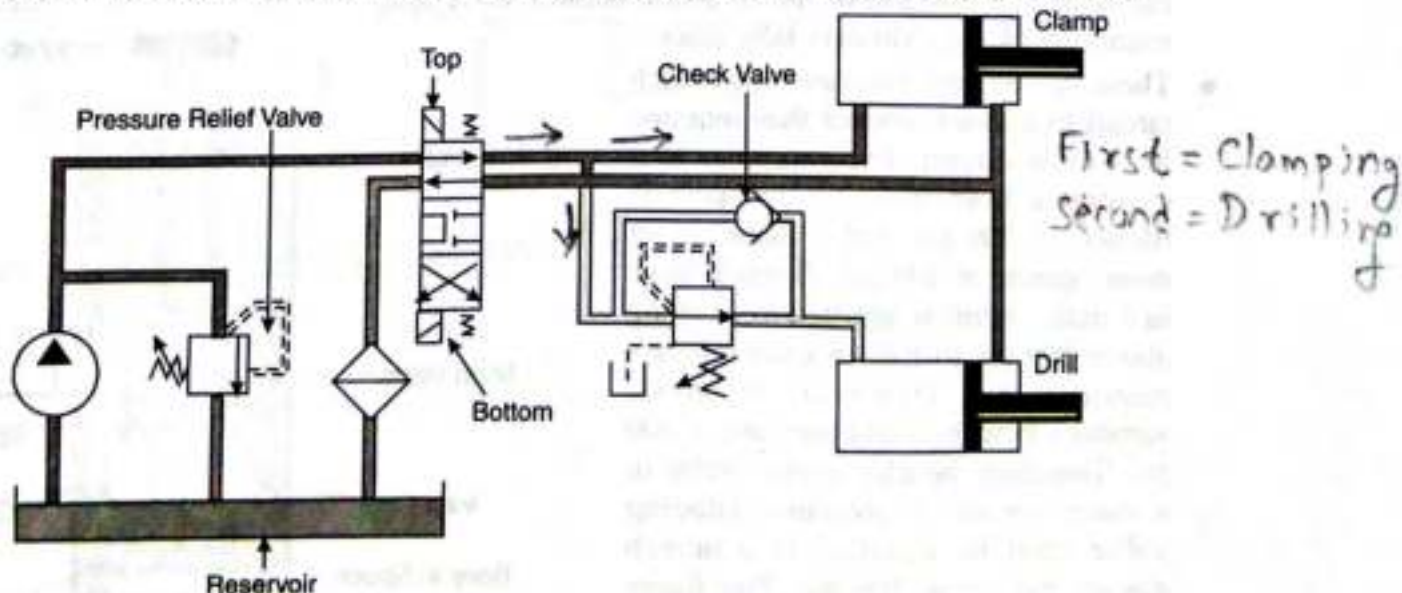 Clamp
Top
Check Valve
Pressure Relief Valve
First = Clamping
Second = Drilling
Drill
Bottom
Reservoir